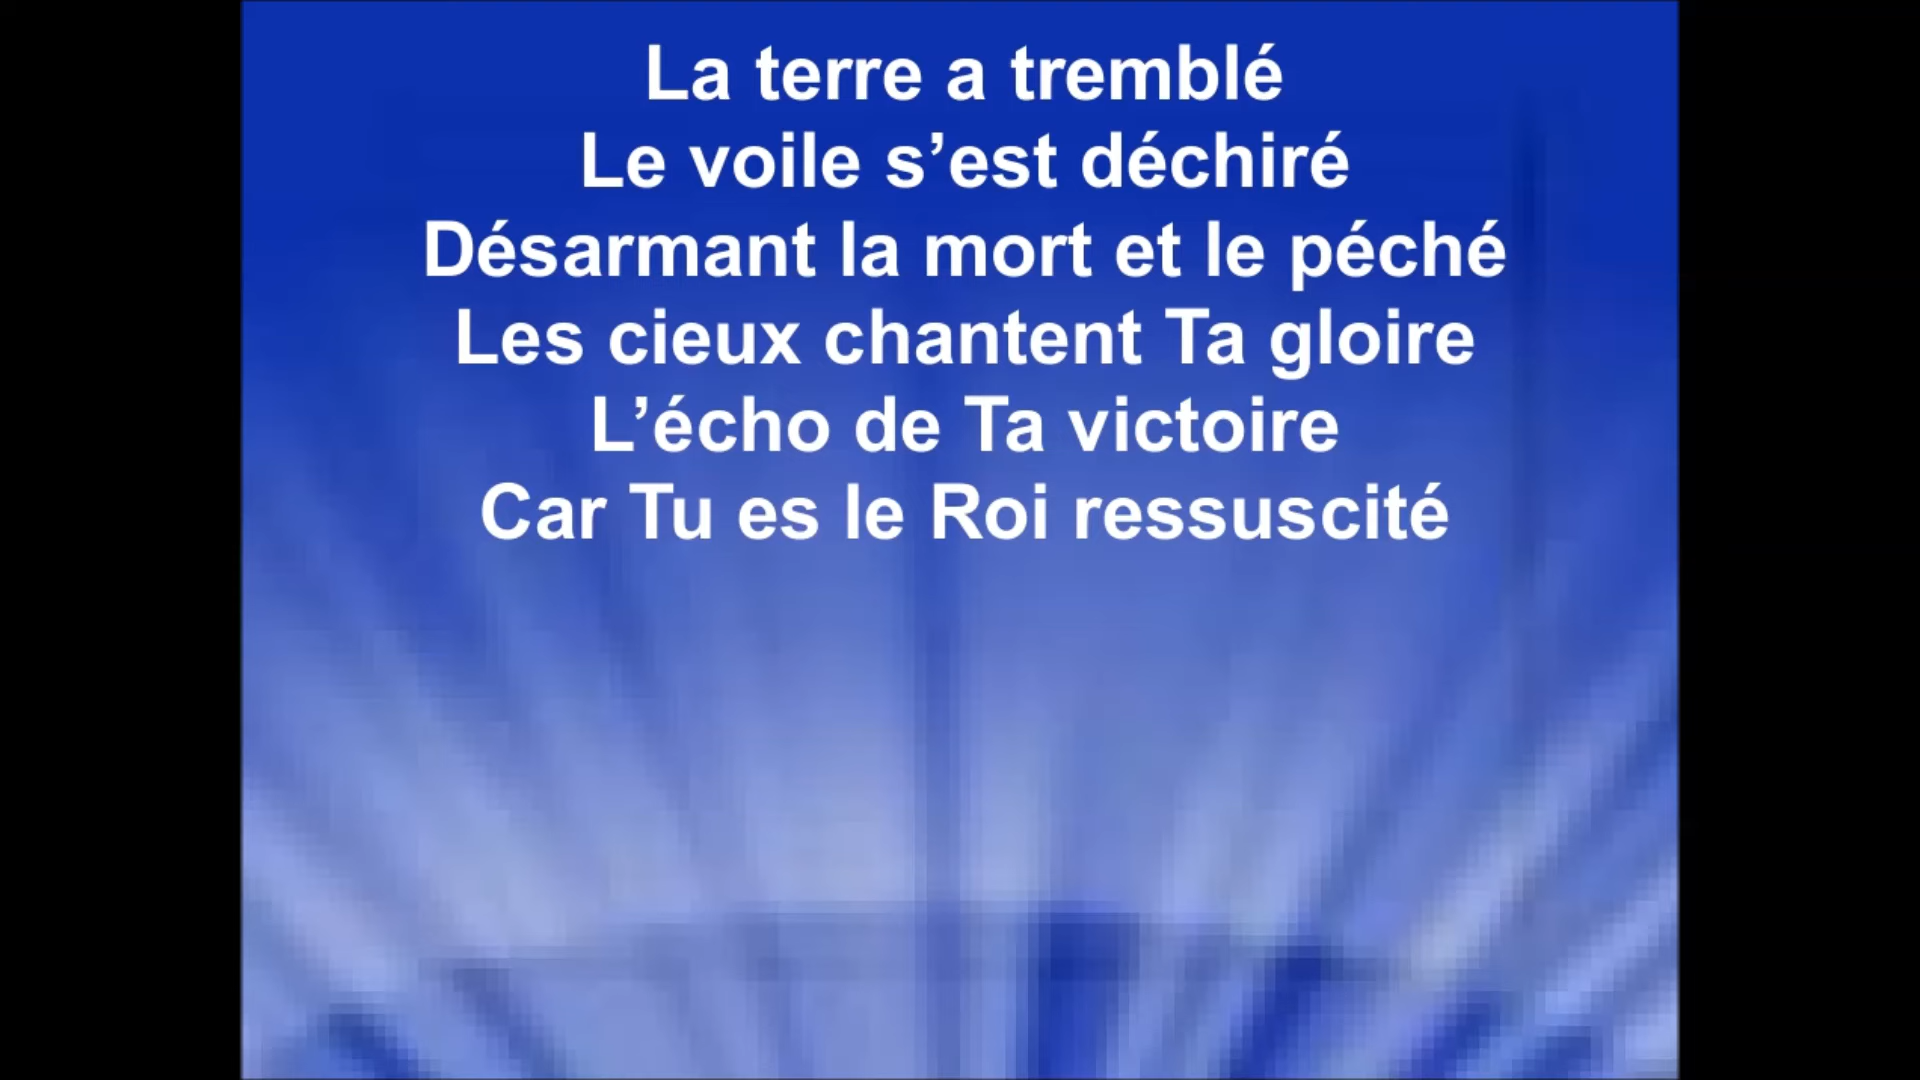 La terre a tremblé
Le voile s’est déchiré
Désarmant la mort et le péché
Les cieux chantent Ta gloire
L’écho de Ta victoire
Car Tu es le Roi ressuscité